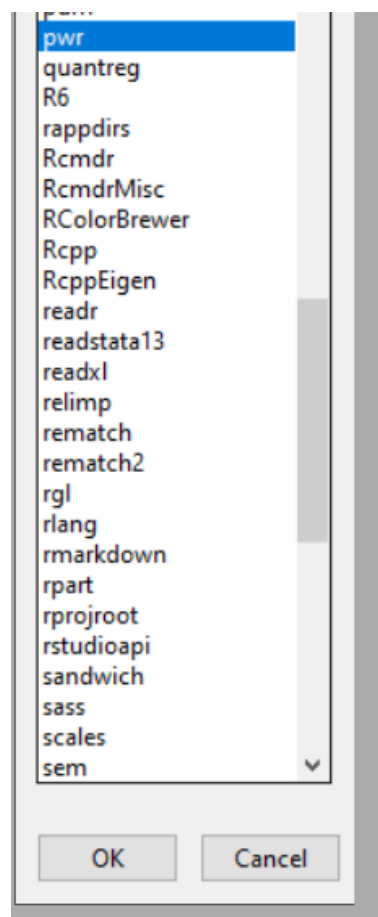 pwr
quantreg
R6
rappdirs
Rcmdr
RcmdrMisc
RColorBrewer
Rcpp
RcppEigen
readr
readstata13
readxl
relimp
rematch
rematch2
rgl
rlang
rmarkdown
rpart
rprojroot
rstudioapi
sandwich
sass
scales
sem
OK
Cancel